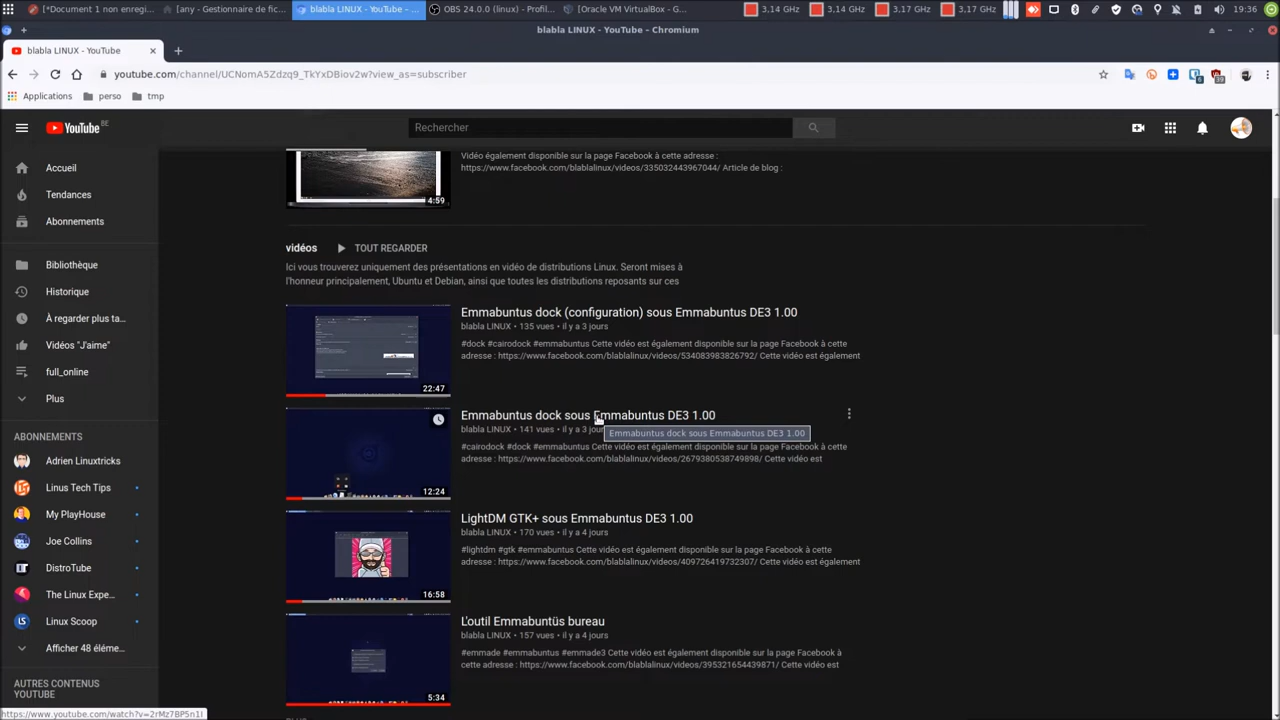 [*Document 1 non enregi...
[any - Gestionnaire de fic...
blabla LINUX - YouTube - ...
OBS 24.0.0 (linux) - Profil...
[Oracle VM VirtualBox - G...
3,14 GHz
3,14 GHz
3,17 GHz
3,17 GHz
19:36
blabla LINUX - YouTube - Chromium
blabla LINUX - YouTube
youtube.com/channel/UCNomA5Zdzq9_TkYxDBiov2w?view_as=subscriber
6
39
Applications
perso
tmp
YouTube BE
Rechercher
Accueil
Tendances
Abonnements
Bibliothèque
Historique
À regarder plus ta...
Vidéos "J'aime"
full_online
Plus
ABONNEMENTS
Adrien Linuxtricks
Linus Tech Tips
My PlayHouse
Joe Collins
DistroTube
The Linux Expe...
Linux Scoop
Afficher 48 éléme...
AUTRES CONTENUS
YOUTUBE
Vidéo également disponible sur la page Facebook à cette adresse :
https://www.facebook.com/blablalinux/videos/335032443967044/ Article de blog :
4:59
vidéos
TOUT REGARDER
Ici vous trouverez uniquement des présentations en vidéo de distributions Linux. Seront mises à
l'honneur principalement, Ubuntu et Debian, ainsi que toutes les distributions reposant sur ces
22:47
Emmabuntus dock (configuration) sous Emmabuntus DE3 1.00
blabla LINUX • 135 vues • il y a 3 jours
#dock #cairodock #emmabuntus Cette vidéo est également disponible sur la page Facebook à cette
adresse : https://www.facebook.com/blablalinux/videos/534083983826792/ Cette vidéo est également
12:24
Emmabuntus dock sous Emmabuntus DE3 1.00
blabla LINUX • 141 vues • il y a 3 jour
Emmabuntus dock sous Emmabuntus DE3 1.00
#cairodock #dock #emmabuntus Cette vidéo est également disponible sur la page Facebook à cette
adresse : https://www.facebook.com/blablalinux/videos/2679380538749898/ Cette vidéo est
16:58
LightDM GTK+ sous Emmabuntus DE3 1.00
blabla LINUX • 170 vues • il y a 4 jours
#lightdm #gtk #emmabuntus Cette vidéo est également disponible sur la page Facebook à cette
adresse : https://www.facebook.com/blablalinux/videos/409726419732307/ Cette vidéo est également
5:34
L'outil Emmabuntüs bureau
blabla LINUX • 157 vues • il y a 4 jours
#emmade #emmabuntus #emmade3 Cette vidéo est également disponible sur la page Facebook à
cette adresse : https://www.facebook.com/blablalinux/videos/395321654439871/ Cette vidéo est
https://www.youtube.com/watch?v=2rMz7BP5n1I